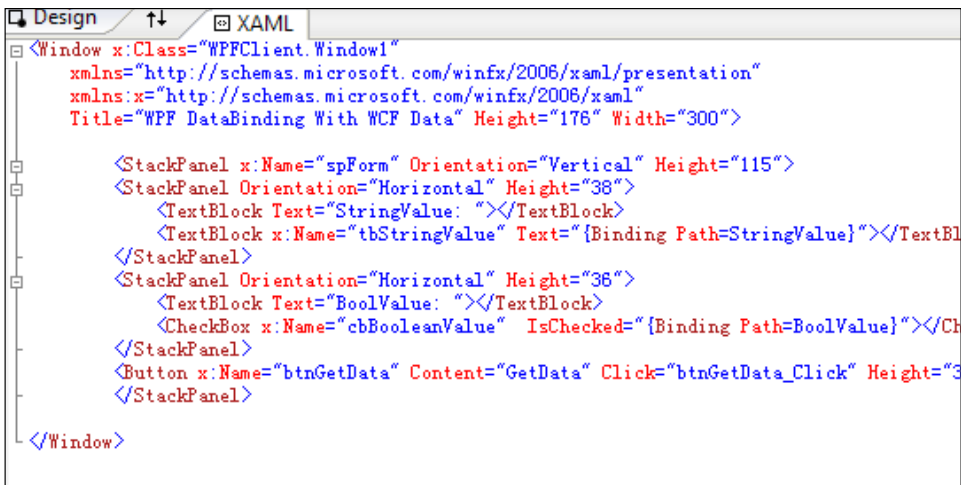 Design XAML
<Window x:Class="WPFClient.Window1"
xmlns="http://schemas.microsoft.com/winfx/2006/xaml/presentation"
xmlns:x="http://schemas.microsoft.com/winfx/2006/xaml"
Title="WPF DataBinding With WCF Data" Height="176" Width="300">
<StackPanel x:Name="spForm" Orientation="Vertical" Height="115">
<StackPanel Orientation="Horizontal" Height="38">
<TextBlock Text="StringValue: "></TextBlock>
<TextBlock x:Name="tbStringValue" Text="{Binding Path=StringValue}"></TextBl
</StackPanel>
<StackPanel Orientation="Horizontal" Height="36">
<TextBlock Text="BoolValue: "></TextBlock>
<CheckBox x:Name="cbBooleanValue"  IsChecked="{Binding Path=BoolValue}"></Ch
</StackPanel>
<Button x:Name="btnGetData" Content="GetData" Click="btnGetData_Click" Height="3
</StackPanel>
</Window>